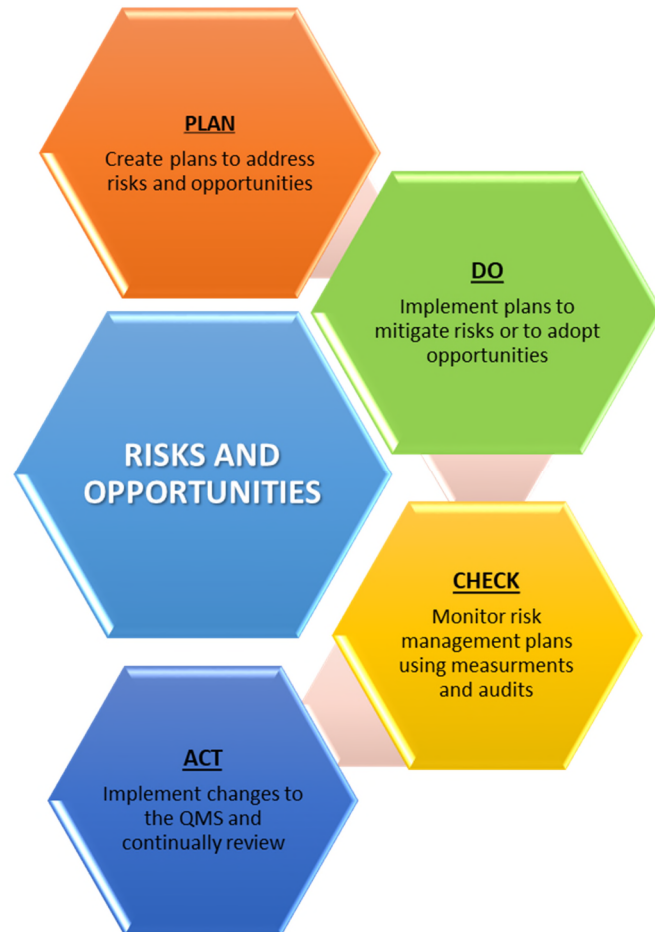 PLAN
Create plans to address
risks and opportunities
DO
Implement plans to
mitigate risks or to adopt
opportunities
RISKS AND
OPPORTUNITIES
CHECK
Monitor risk
management plans
using measurments
and audits
ACT
Implement changes to
the QMS and
continually review